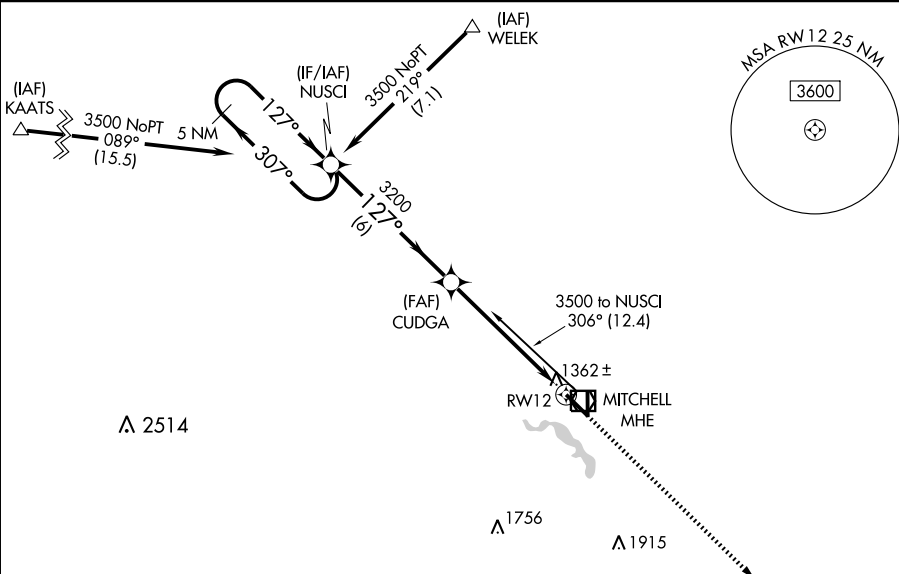 (IAF)
WELEK
MSA RW12 25 NM
3600
(IF/IAF)
NUSCI
3500 NoPT
219°
(7.1)
(IAF)
KAATS
3500 NoPT
089°
(15.5)
5 NM
127°
307°
3200
127°
(6)
(FAF)
CUDGA
3500 to NUSCI
306° (12.4)
1362 ±
RW12
MITCHELL
MHE
2514
1756
1915